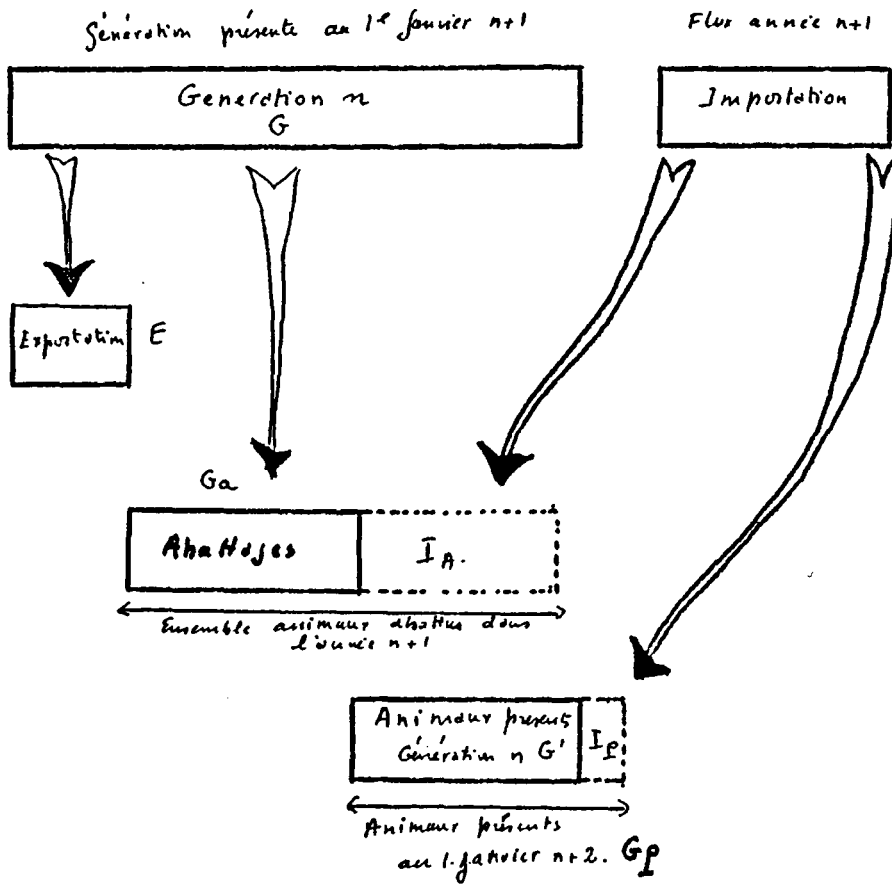 Génération présente au 1er Janvier n+1
Flux année n+1
Generation n
G
Importation
Exportation
E
Ga
Abattages
IA.
Ensemble animaux abattus dans
l'année n+1
Animaux présents
Génération n G'
Ip
Animaux présents
au 1.janvier n+2. Gp